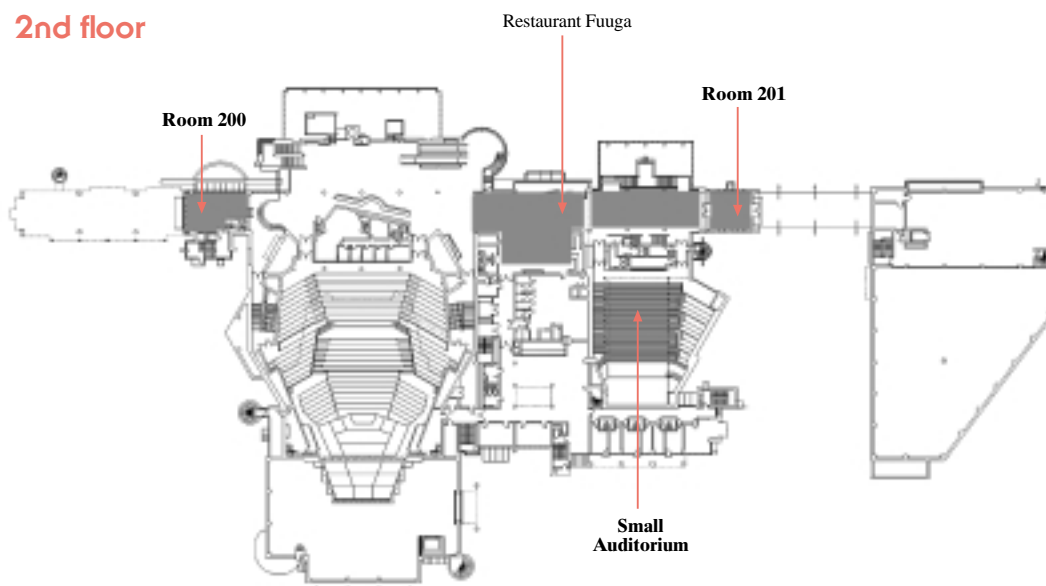 2nd floor
Restaurant Fuuga
Room 200
Room 201
Small
Auditorium